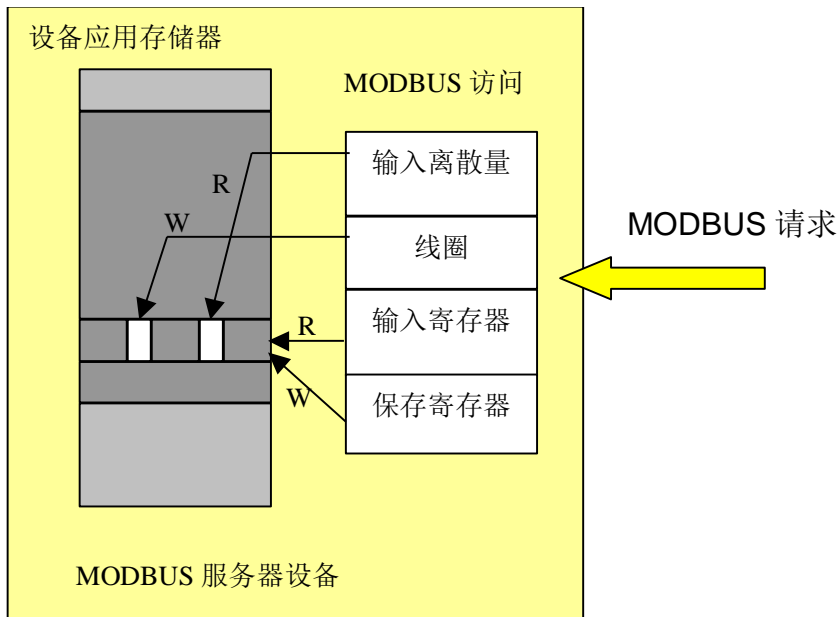 设备应用存储器
MODBUS 访问
输入离散量
R
W
线圈
MODBUS 请求
输入寄存器
R
保存寄存器
W
MODBUS 服务器设备